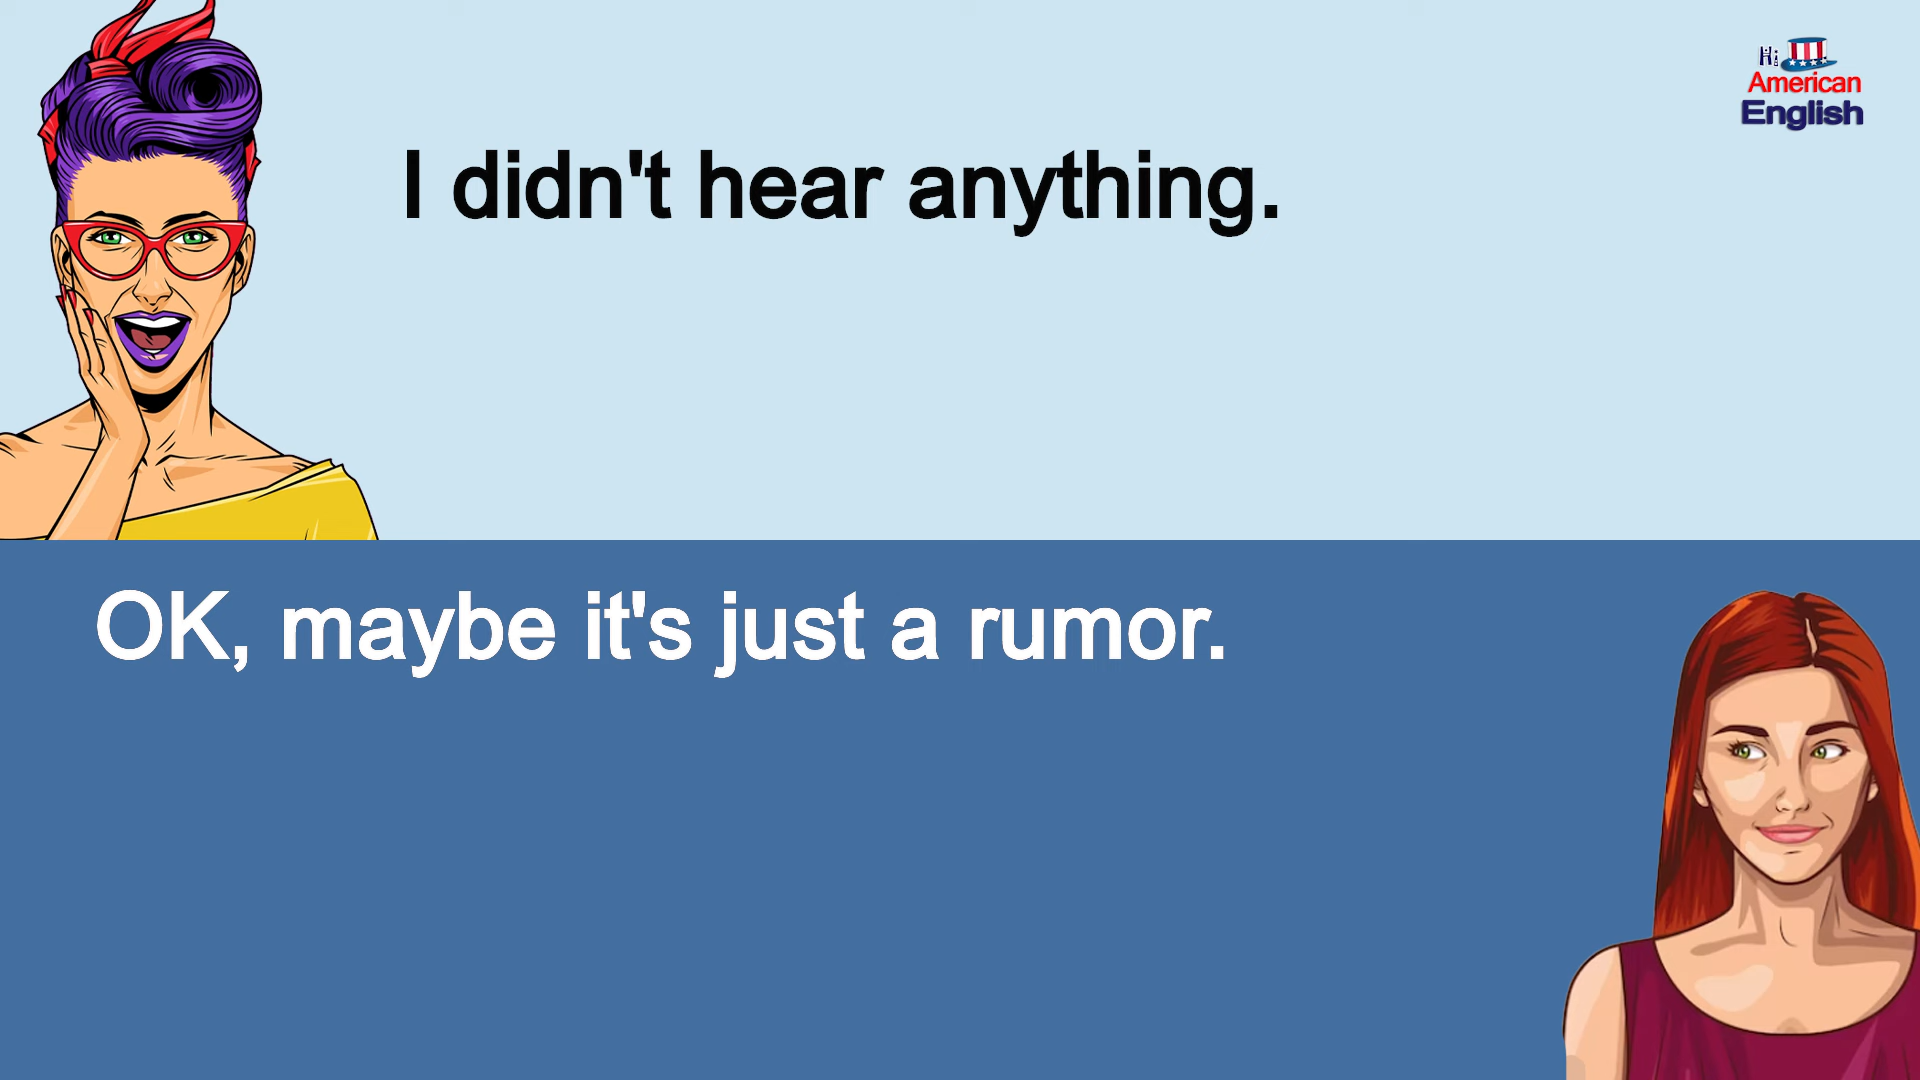 Hi
American
English
I didn't hear anything.
OK, maybe it's just a rumor.